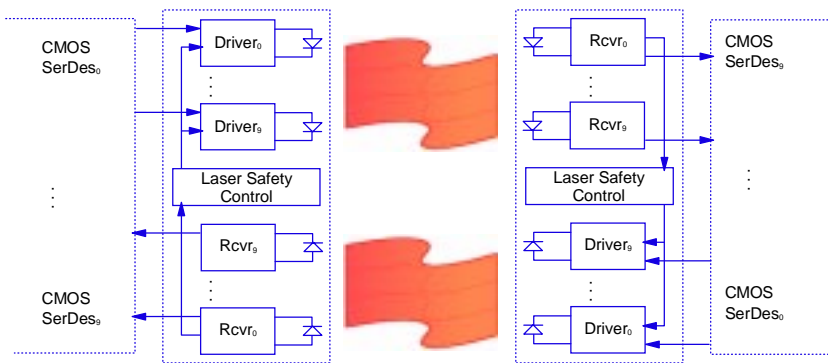 CMOS
SerDes0
⋮
CMOS
SerDes9
Driver0
⋮
Driver9
Laser Safety
Control
Rcvr9
⋮
Rcvr0
Rcvr0
⋮
Rcvr9
Laser Safety
Control
Driver9
⋮
Driver0
CMOS
SerDes9
⋮
CMOS
SerDes0